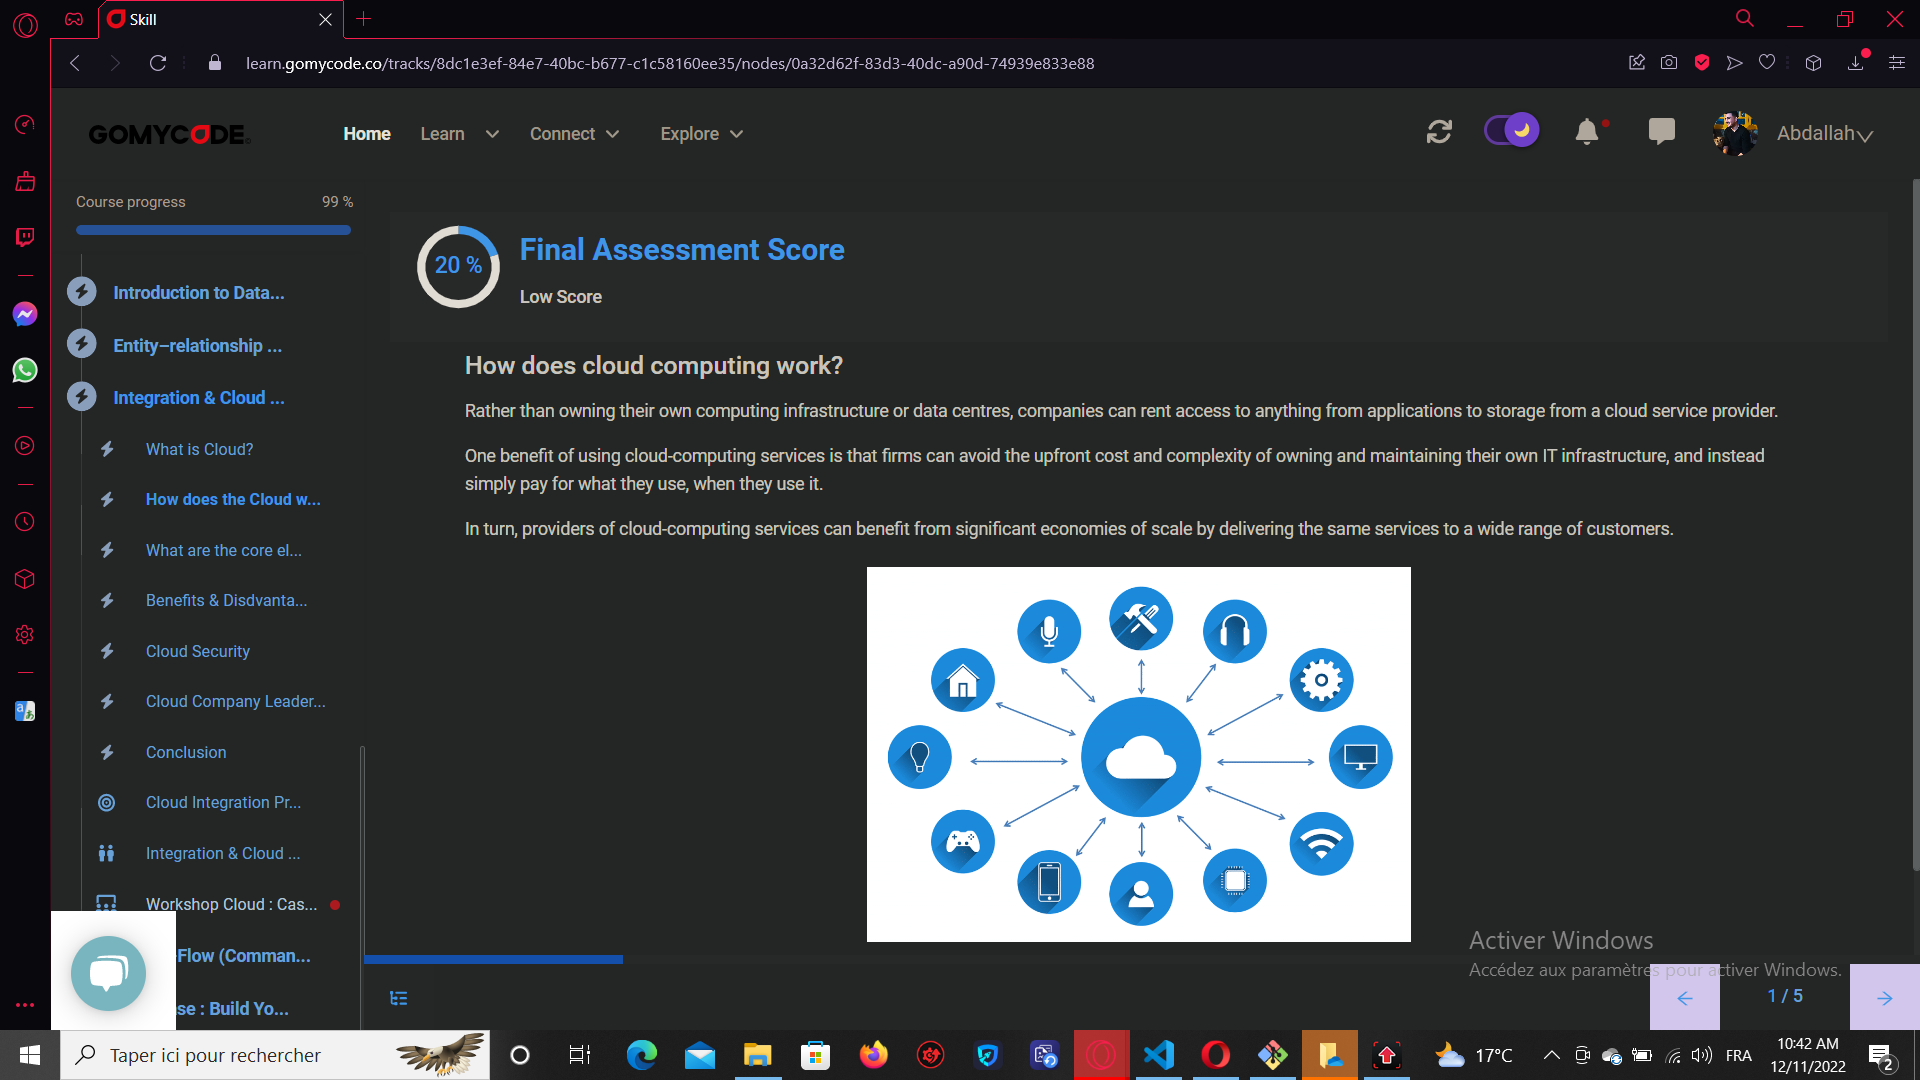 Skill
learn.gomycode.co/tracks/8dc1e3ef-84e7-40bc-b677-c1c58160ee35/nodes/0a32d62f-83d3-40dc-a90d-74939e833e88
GOMYCODE
Home
Learn
Connect
Explore
Abdallah
Course progress
99 %
Introduction to Data...
Entity–relationship ...
Integration & Cloud ...
What is Cloud?
How does the Cloud w...
What are the core el...
Benefits & Disdvanta...
Cloud Security
Cloud Company Leader...
Conclusion
Cloud Integration Pr...
Integration & Cloud ...
Workshop Cloud : Cas...
-Flow (Comman...
se : Build Yo...
20 %
Final Assessment Score
Low Score
How does cloud computing work?
Rather than owning their own computing infrastructure or data centres, companies can rent access to anything from applications to storage from a cloud service provider.
One benefit of using cloud-computing services is that firms can avoid the upfront cost and complexity of owning and maintaining their own IT infrastructure, and instead
simply pay for what they use, when they use it.
In turn, providers of cloud-computing services can benefit from significant economies of scale by delivering the same services to a wide range of customers.
Activer Windows
Accédez aux paramètres pour activer Windows.
1 / 5
Taper ici pour rechercher
17°C
FRA
10:42 AM
12/11/2022
2